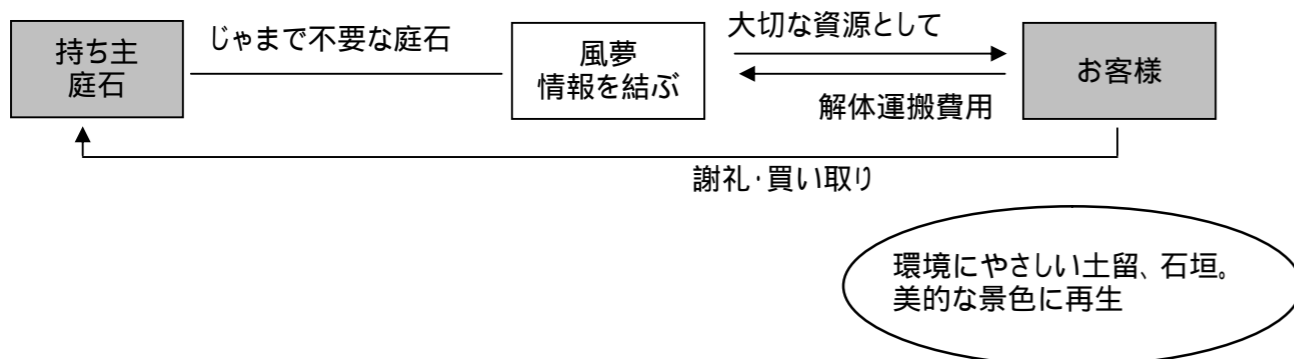 持ち主
庭石
じゃまで不要な庭石
風夢
情報を結ぶ
大切な資源として
解体運搬費用
お客様
謝礼・買い取り
環境にやさしい土留、石垣。
美的な景色に再生